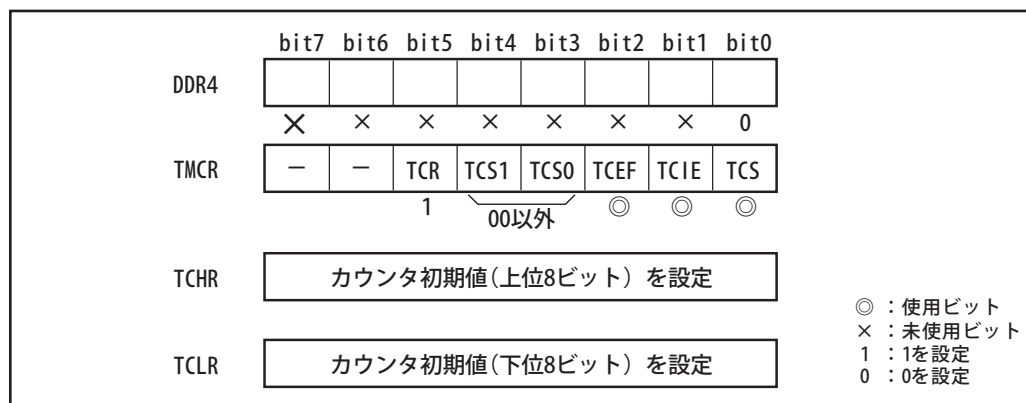 bit7 bit6 bit5 bit4 bit3 bit2 bit1 bit0
DDR4
× × × × × × × 0
TMCR － － TCR TCS1 TCS0 TCEF TCIE TCS
1 00以外 ◎ ◎ ◎
TCHR カウンタ初期値(上位8ビット) を設定
TCLR カウンタ初期値(下位8ビット) を設定
◎ ：使用ビット
× ：未使用ビット
1 ：1を設定
0 ：0を設定